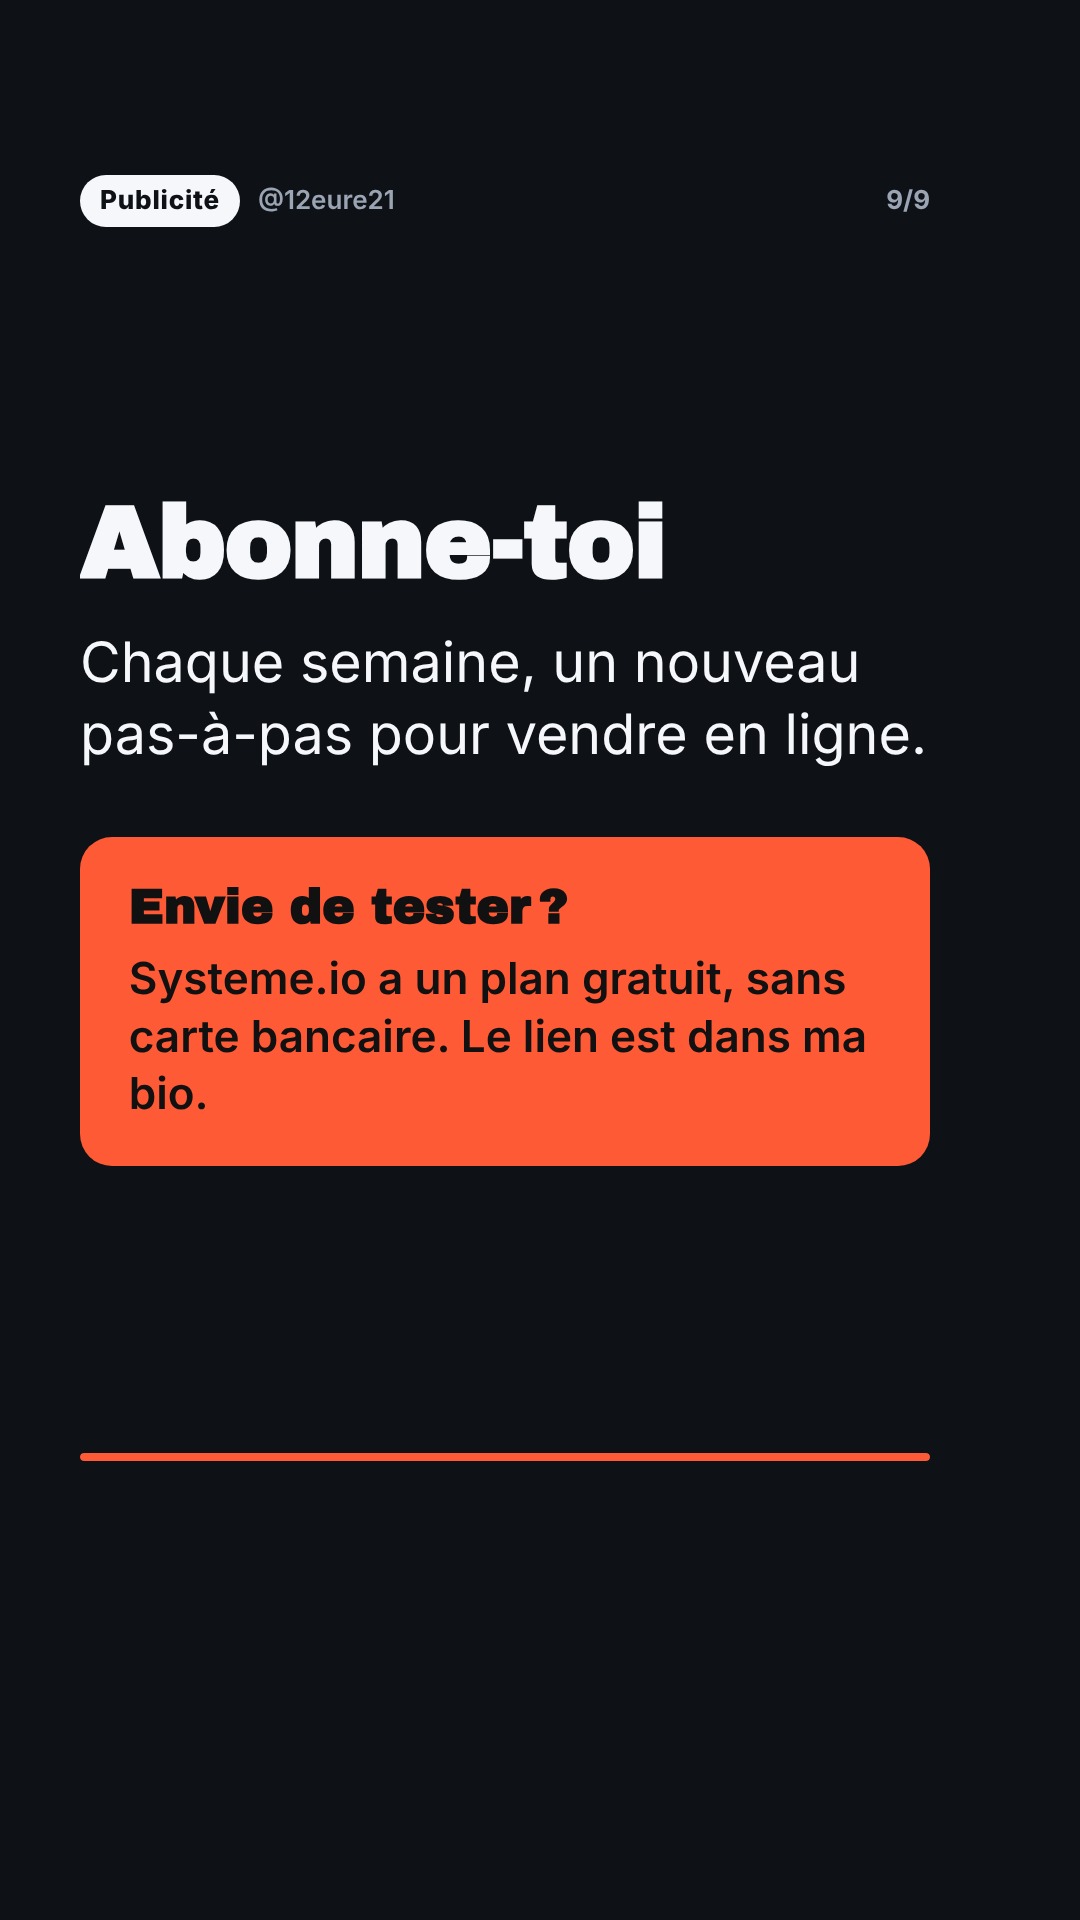 Publicité @12eure21 9/9
Abonne-toi
Chaque semaine, un nouveau
pas-à-pas pour vendre en ligne.
Envie de tester ?
Systeme.io a un plan gratuit, sans
carte bancaire. Le lien est dans ma
bio.